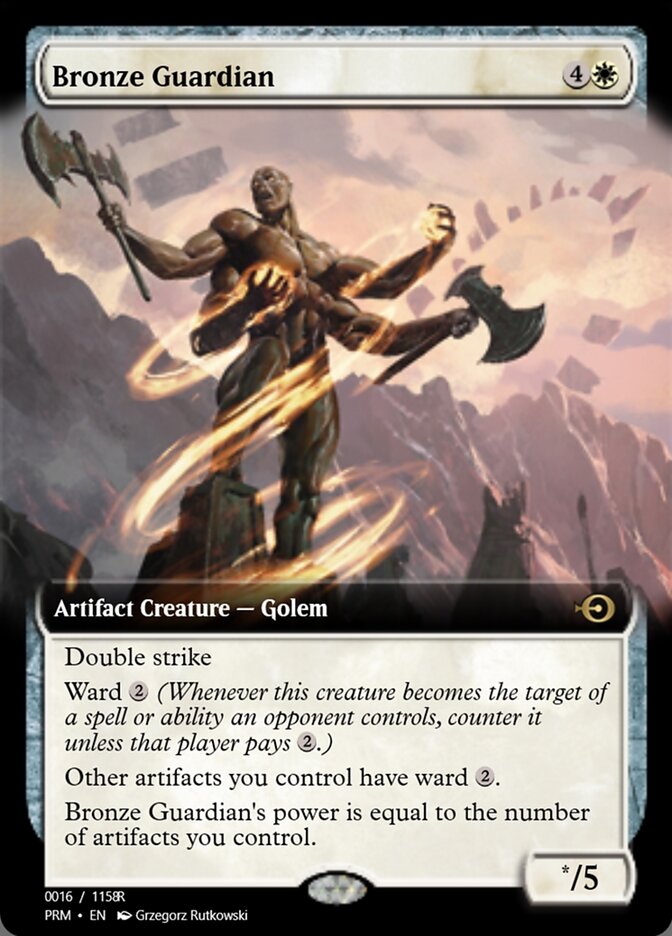 Bronze Guardian 4
Artifact Creature — Golem
Double strike
Ward 2 (Whenever this creature becomes the target of
a spell or ability an opponent controls, counter it
unless that player pays 2.)
Other artifacts you control have ward 2.
Bronze Guardian's power is equal to the number
of artifacts you control.
*/5
0016 / 1158R
PRM • EN Grzegorz Rutkowski